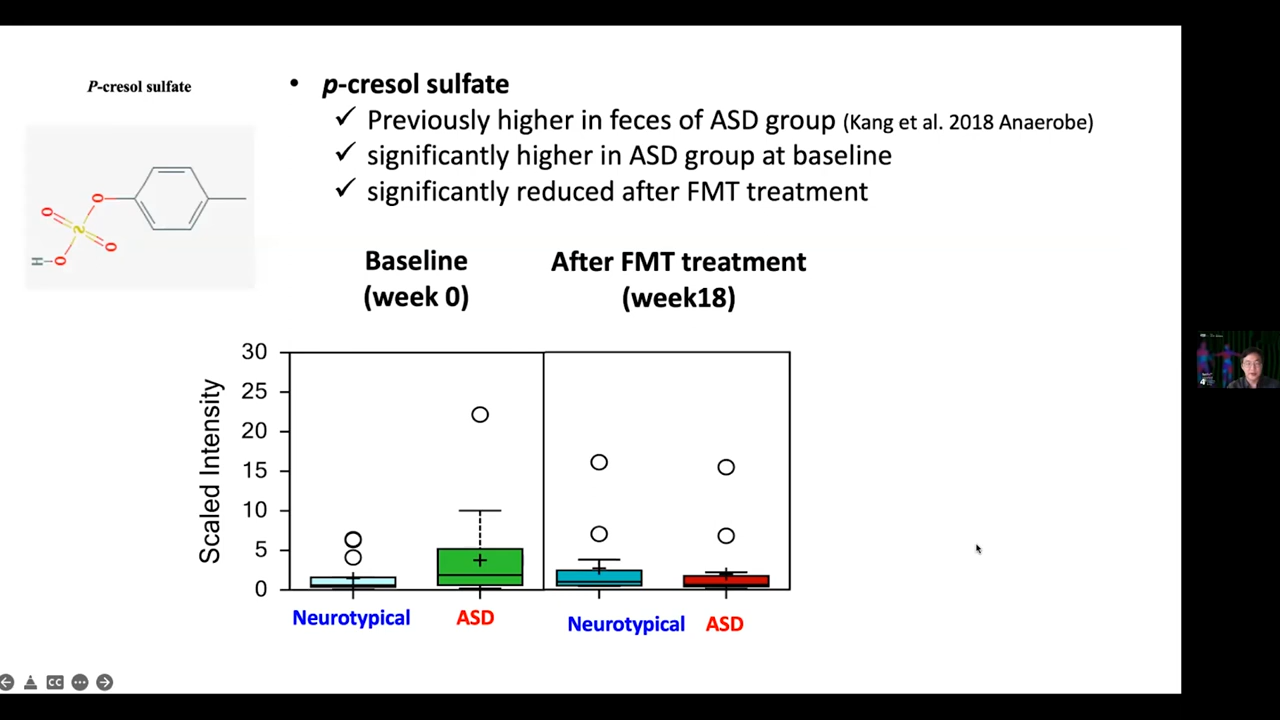 P-cresol sulfate
• p-cresol sulfate
✓ Previously higher in feces of ASD group (Kang et al. 2018 Anaerobe)
✓ significantly higher in ASD group at baseline
✓ significantly reduced after FMT treatment
O
O
S
O
H
O
Baseline
(week 0)
After FMT treatment
(week18)
Scaled Intensity
30
25
20
15
10
5
0
Neurotypical
ASD
Neurotypical
ASD
CC